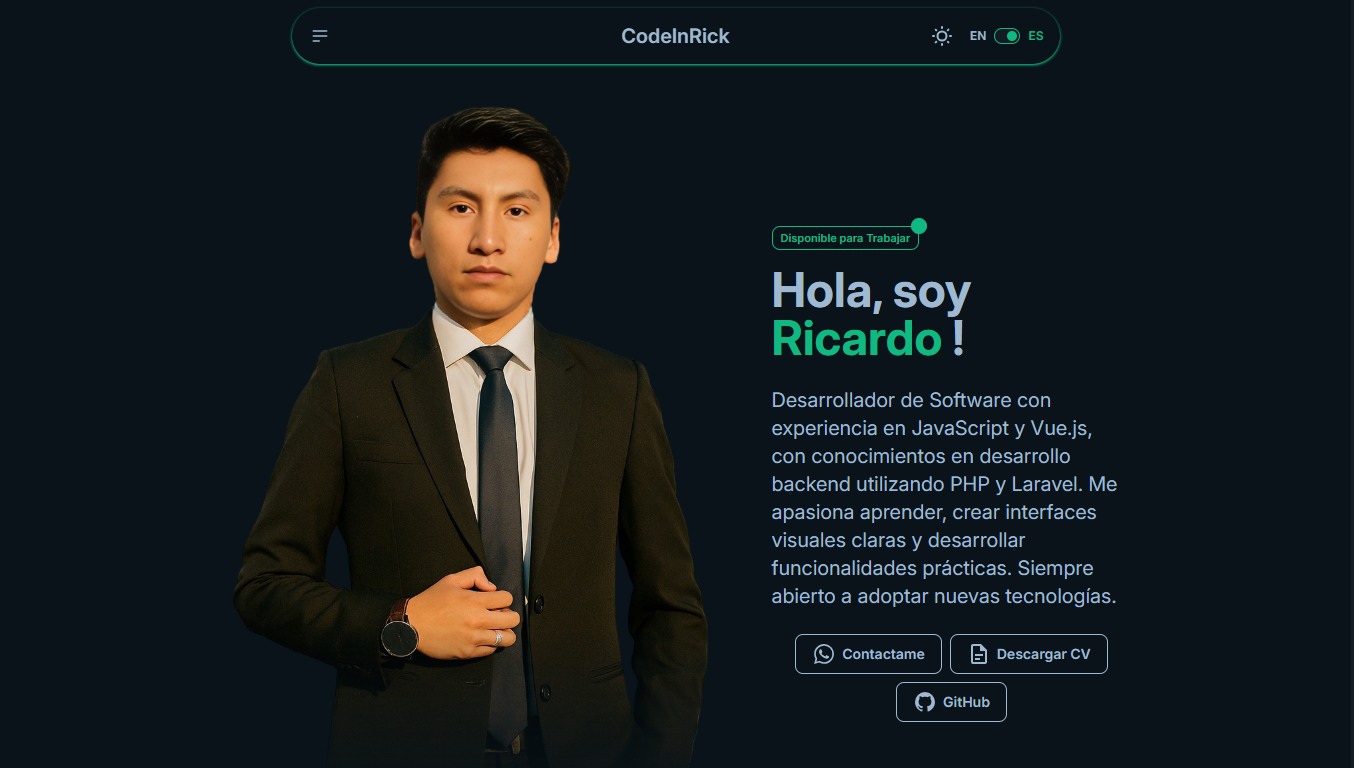 CodeInRick
EN ES
Disponible para Trabajar
Hola, soy
Ricardo !
Desarrollador de Software con
experiencia en JavaScript y Vue.js,
con conocimientos en desarrollo
backend utilizando PHP y Laravel. Me
apasiona aprender, crear interfaces
visuales claras y desarrollar
funcionalidades prácticas. Siempre
abierto a adoptar nuevas tecnologías.
Contactame Descargar CV
GitHub